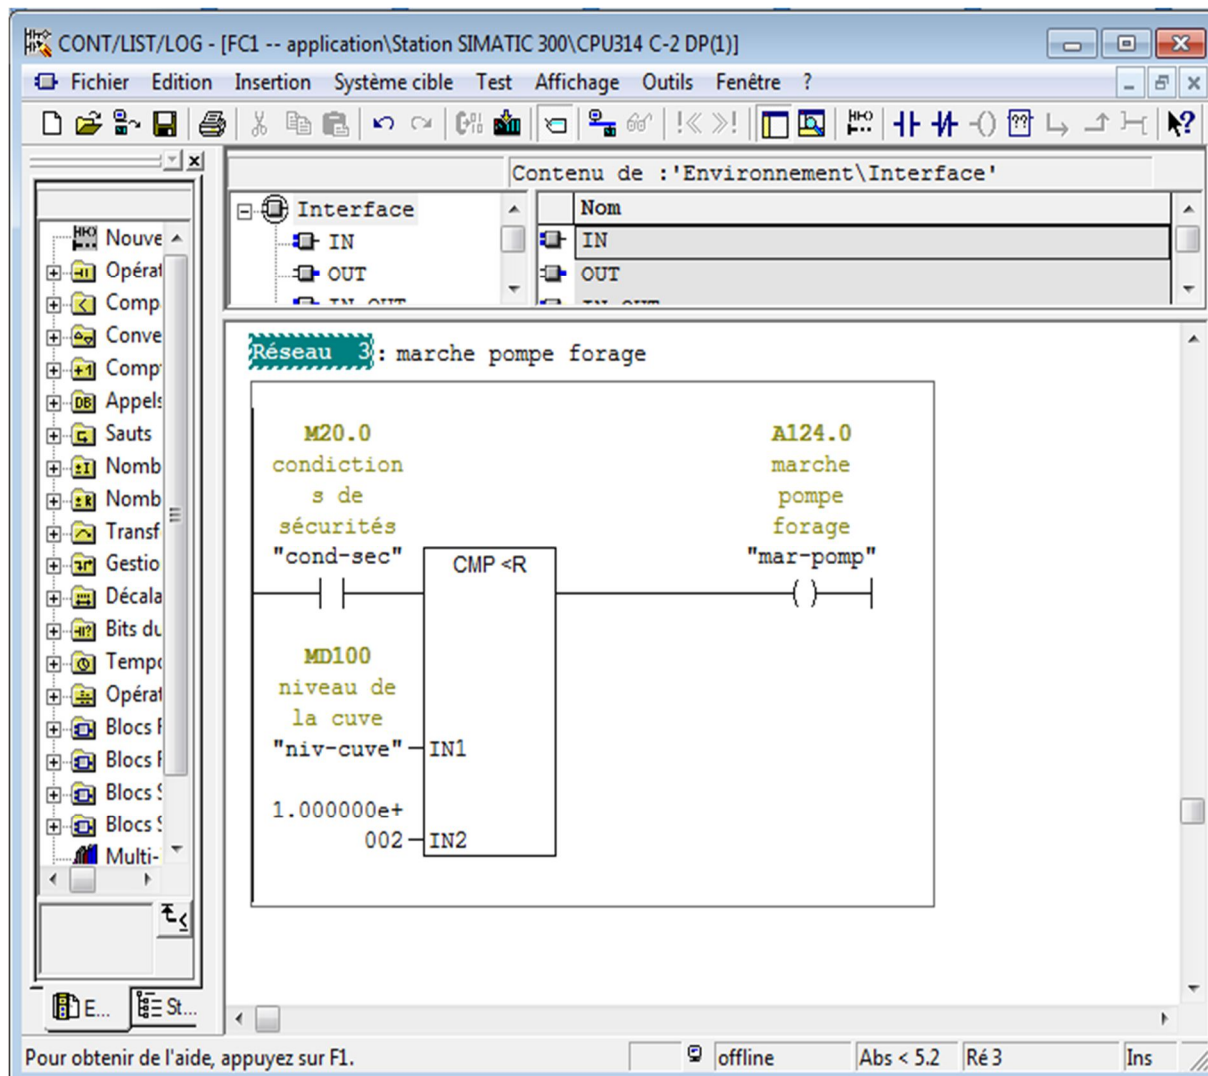 CONT/LIST/LOG - [FC1 -- application\Station SIMATIC 300\CPU314 C-2 DP(1)]
Fichier Edition Insertion Système cible Test Affichage Outils Fenêtre ?
Contenu de :'Environnement\Interface'
Interface
IN
OUT
IN_OUT
Nom
IN
OUT
IN_OUT
Nouve
Opérat
Comp
Conve
Comp
Appels
Sauts
Nomb
Nomb
Transf
Gestio
Décala
Bits du
Tempo
Opérat
Blocs F
Blocs F
Blocs S
Blocs S
Multi-
E...
St...
Réseau 3: marche pompe forage
M20.0
condiction
s de
sécurités
"cond-sec"
CMP <R
A124.0
marche
pompe
forage
"mar-pomp"
MD100
niveau de
la cuve
"niv-cuve"
IN1
1.000000e+
002
IN2
Pour obtenir de l'aide, appuyez sur F1.
offline
Abs < 5.2
Ré 3
Ins